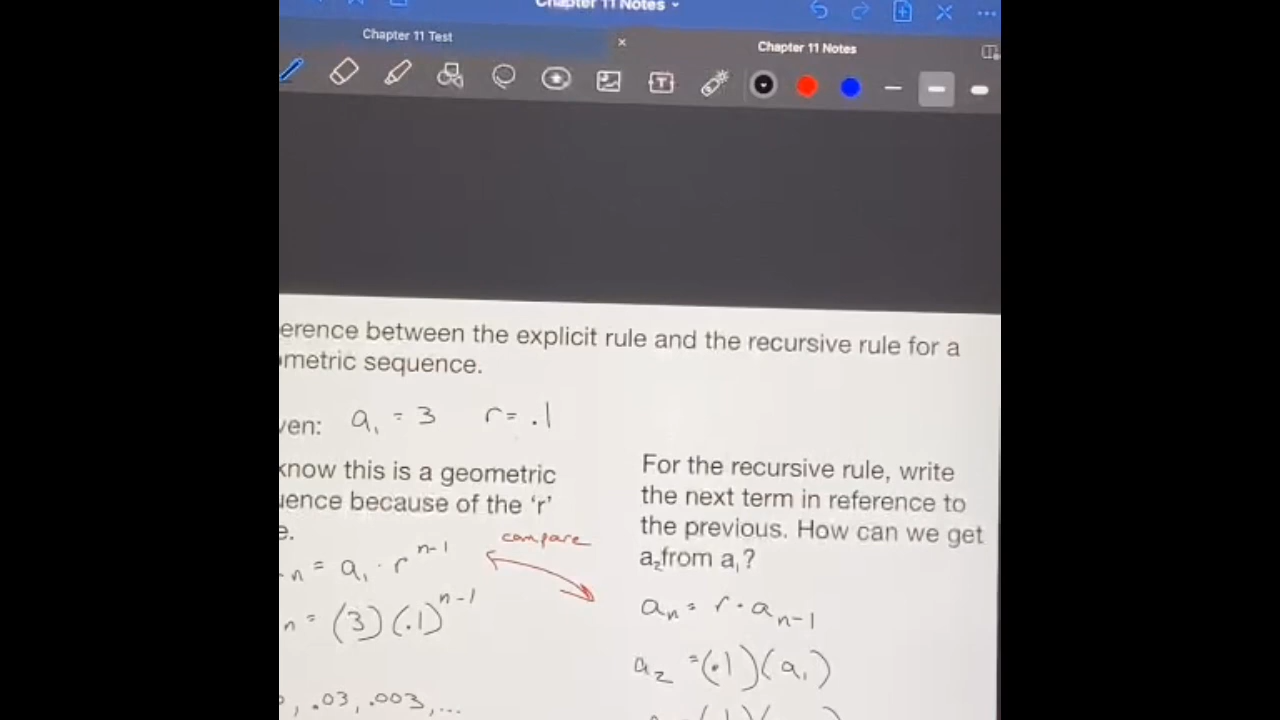 Chapter 11 Notes
Chapter 11 Test
Chapter 11 Notes
erence between the explicit rule and the recursive rule for a
ometric sequence.
ven: a₁ = 3 r = .1
know this is a geometric
uence because of the 'r'
e.
compare
n = a₁ · r^(n-1)
n = (3)(.1)^(n-1)
, .03, .003, ...
For the recursive rule, write
the next term in reference to
the previous. How can we get
a₂ from a₁?
aₙ = r · aₙ₋₁
a₂ = (.1)(a₁)